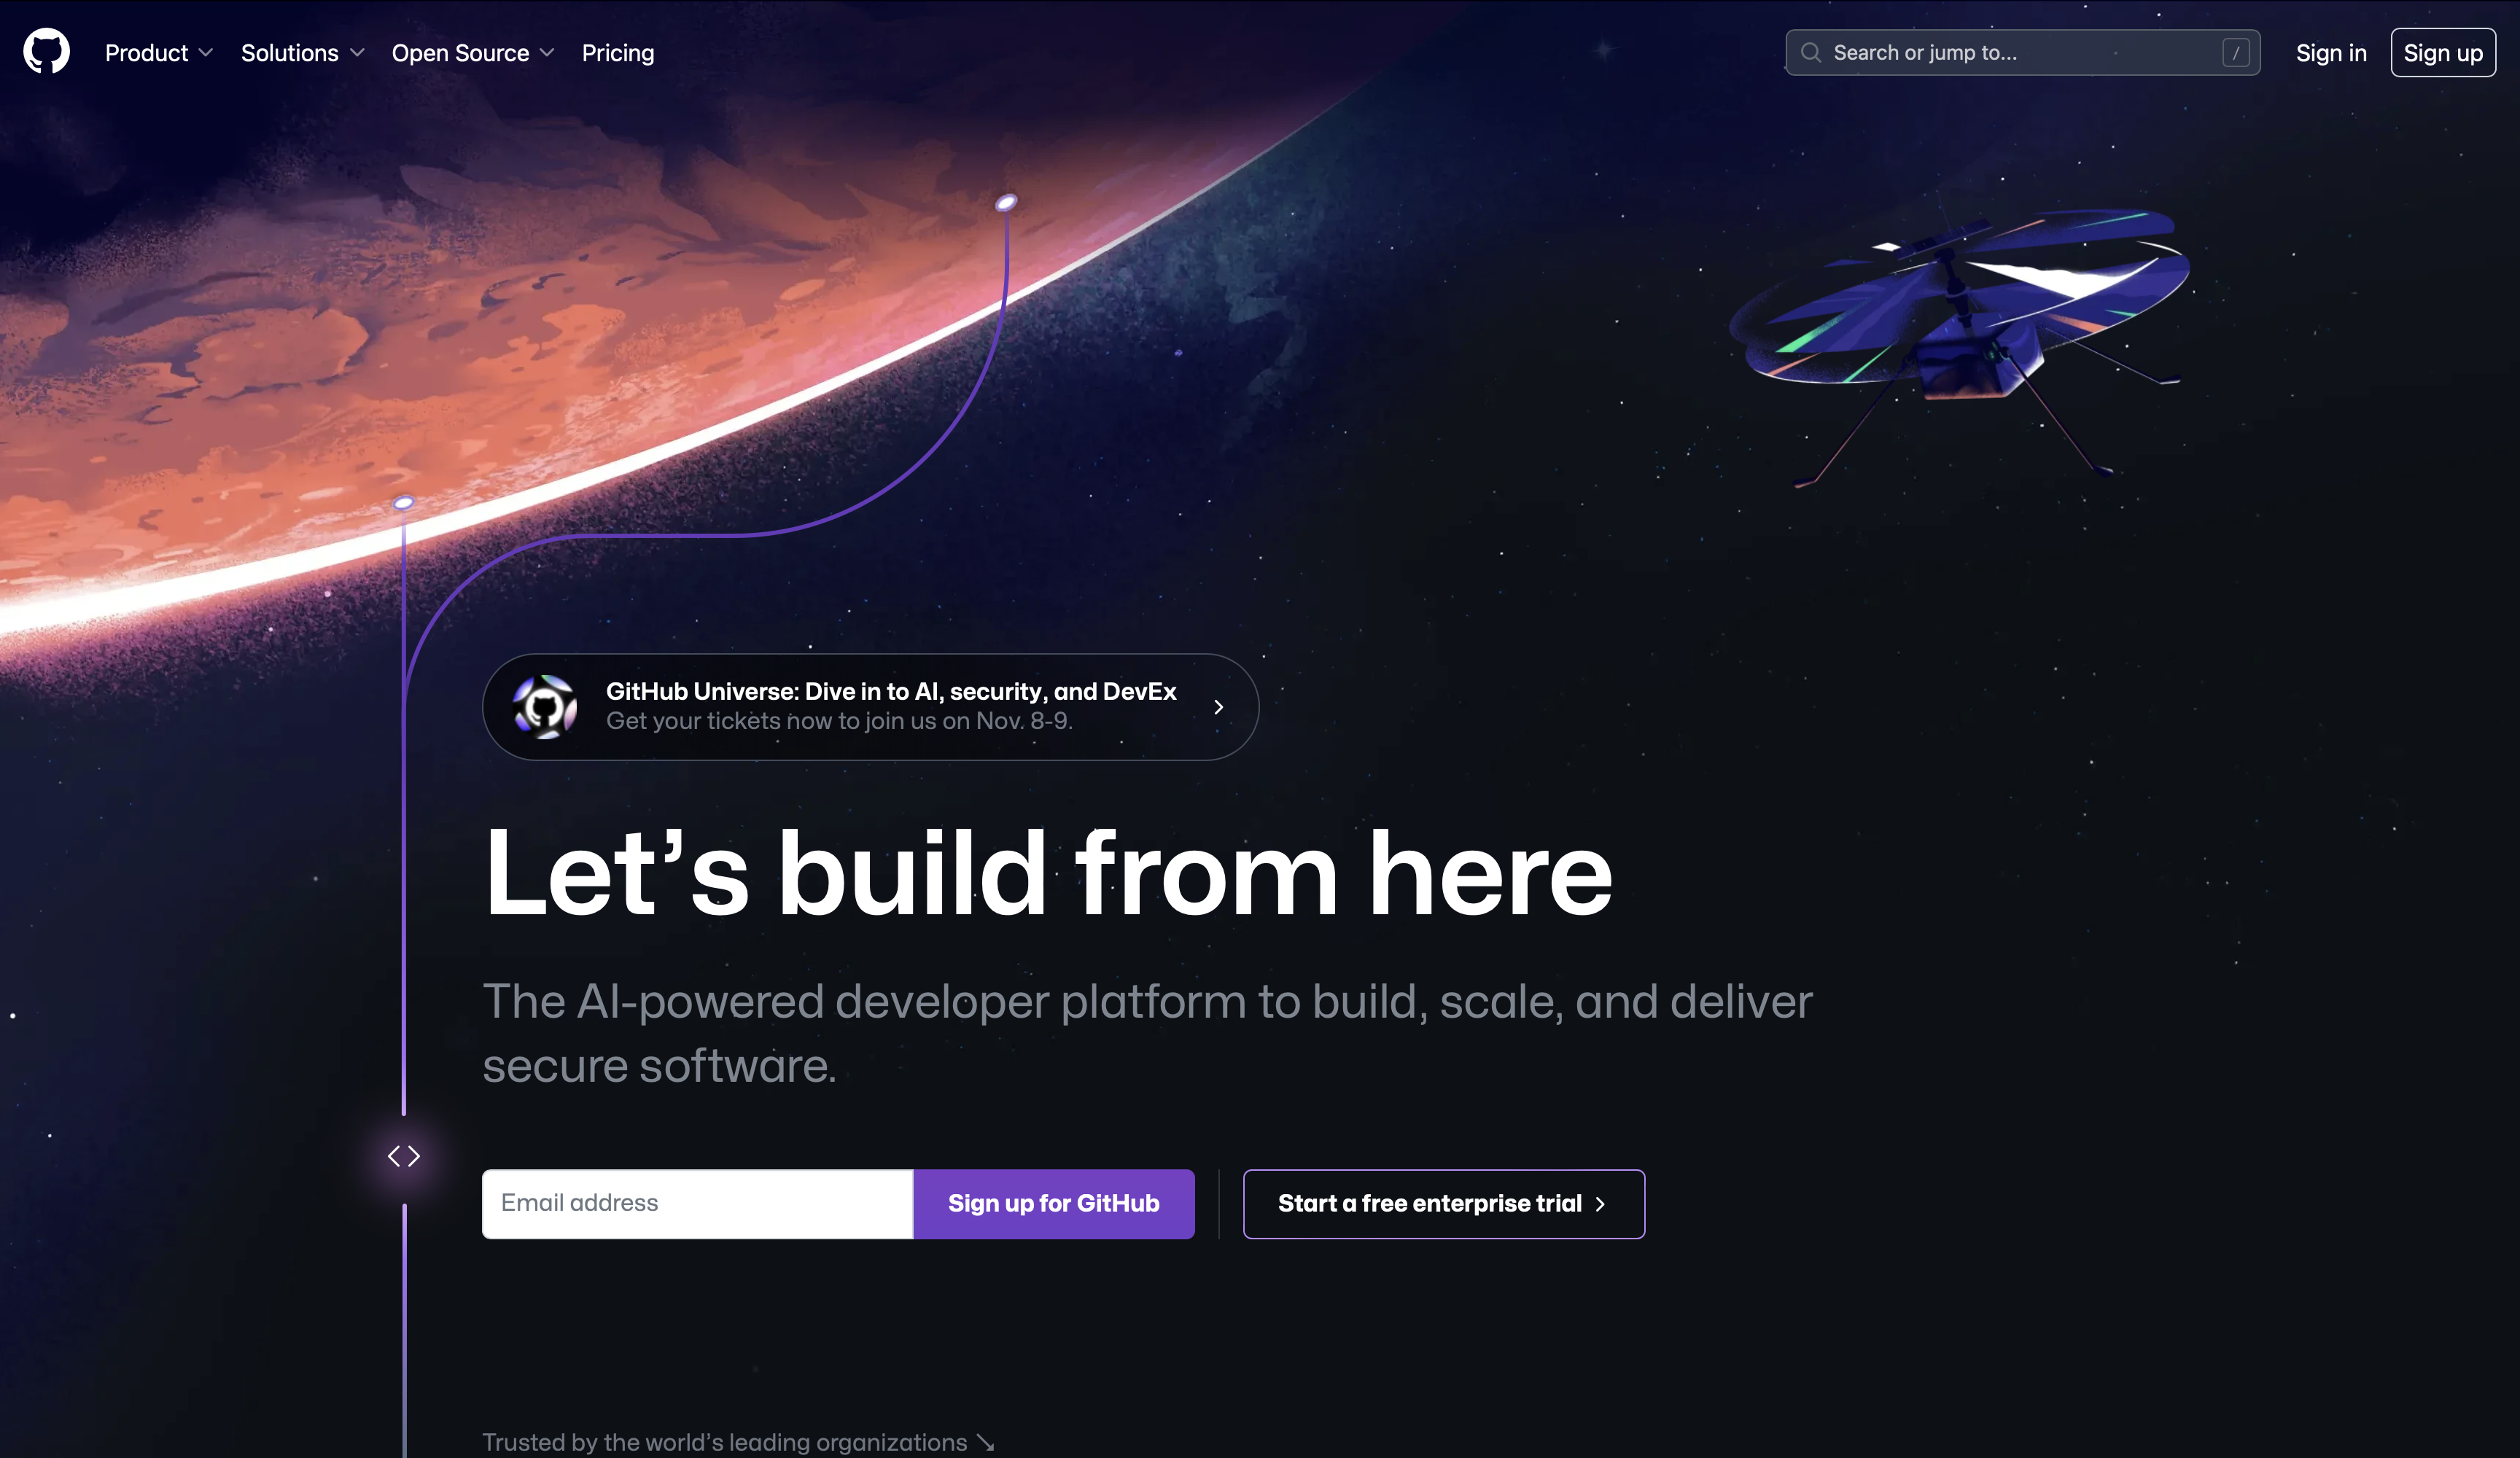 Product
Solutions
Open Source
Pricing
Search or jump to...
/
Sign in
Sign up
GitHub Universe: Dive in to AI, security, and DevEx
Get your tickets now to join us on Nov. 8-9.
Let’s build from here
The AI-powered developer platform to build, scale, and deliver
secure software.
Email address
Sign up for GitHub
Start a free enterprise trial
Trusted by the world’s leading organizations ↘